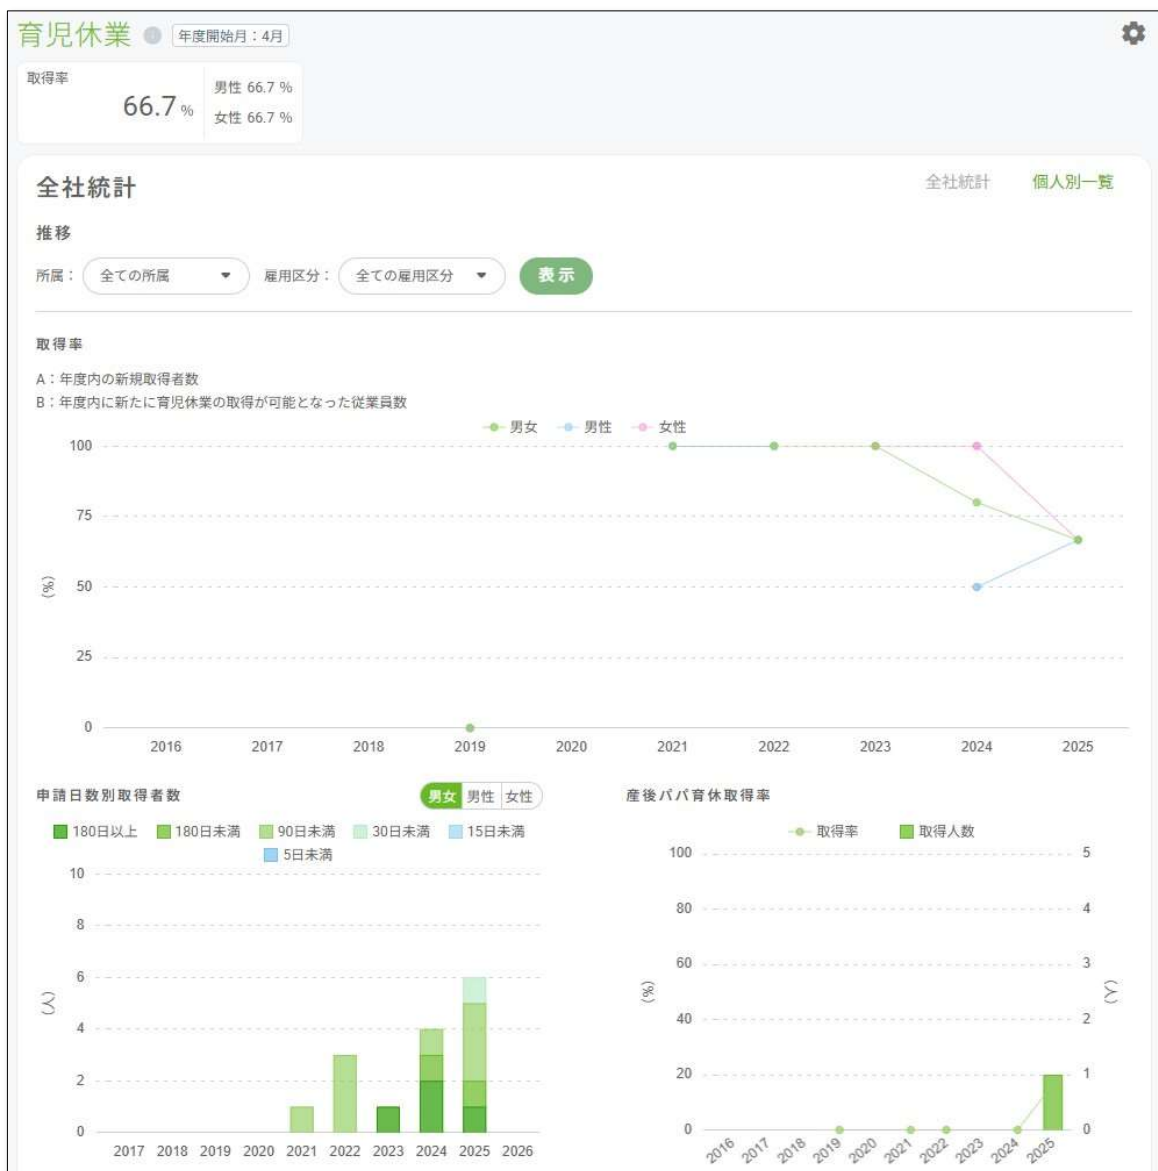 育児休業 年度開始月：4月
取得率
66.7 %
男性 66.7 %
女性 66.7 %
全社統計
全社統計 個人別一覧
推移
所属： 全ての所属 雇用区分： 全ての雇用区分 表示
取得率
A：年度内の新規取得者数
B：年度内に新たに育児休業の取得が可能となった従業員数
男女 男性 女性
100
75
50
25
0
(%)
2016 2017 2018 2019 2020 2021 2022 2023 2024 2025
申請日数別取得者数 男女 男性 女性
180日以上 180日未満 90日未満 30日未満 15日未満
5日未満
10
8
6
4
2
0
(人)
2017 2018 2019 2020 2021 2022 2023 2024 2025 2026
産後パパ育休取得率
取得率 取得人数
100 5
80 4
60 3
40 2
20 1
0 0
(%) (人)
2016 2017 2018 2019 2020 2021 2022 2023 2024 2025